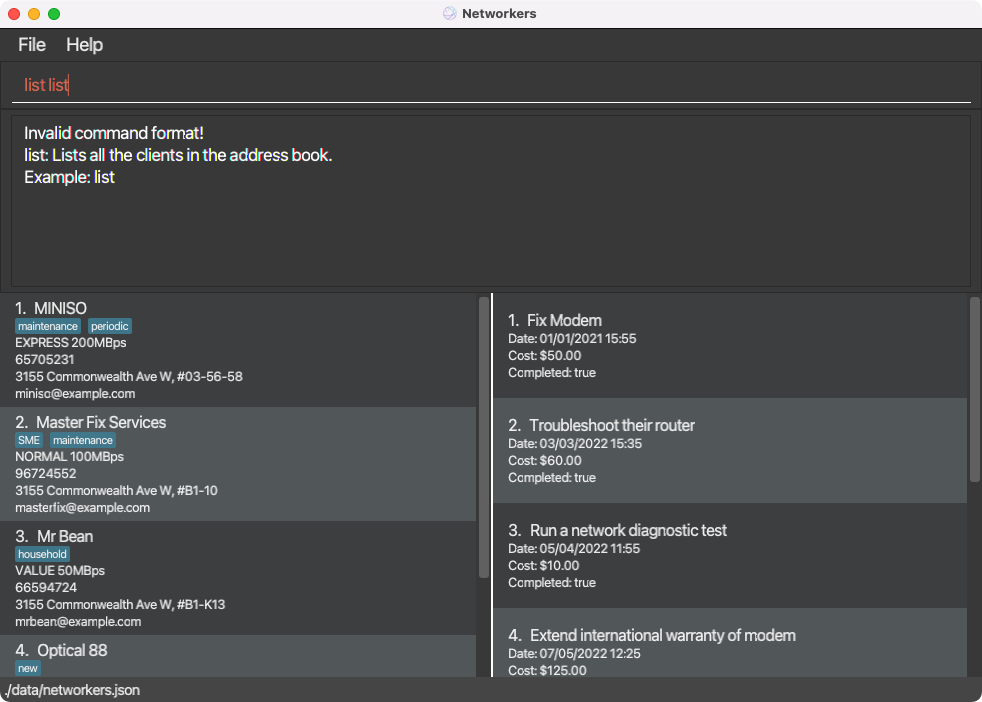 Networkers
File Help
list list
Invalid command format!
list: Lists all the clients in the address book.
Example: list
1. MINISO
maintenance periodic
EXPRESS 200MBps
65705231
3155 Commonwealth Ave W, #03-56-58
miniso@example.com
2. Master Fix Services
SME maintenance
NORMAL 100MBps
96724552
3155 Commonwealth Ave W, #B1-10
masterfix@example.com
3. Mr Bean
household
VALUE 50MBps
66594724
3155 Commonwealth Ave W, #B1-K13
mrbean@example.com
4. Optical 88
new
1. Fix Modem
Date: 01/01/2021 15:55
Cost: $50.00
Completed: true
2. Troubleshoot their router
Date: 03/03/2022 15:35
Cost: $60.00
Completed: true
3. Run a network diagnostic test
Date: 05/04/2022 11:55
Cost: $10.00
Completed: true
4. Extend international warranty of modem
Date: 07/05/2022 12:25
Cost: $125.00
./data/networkers.json